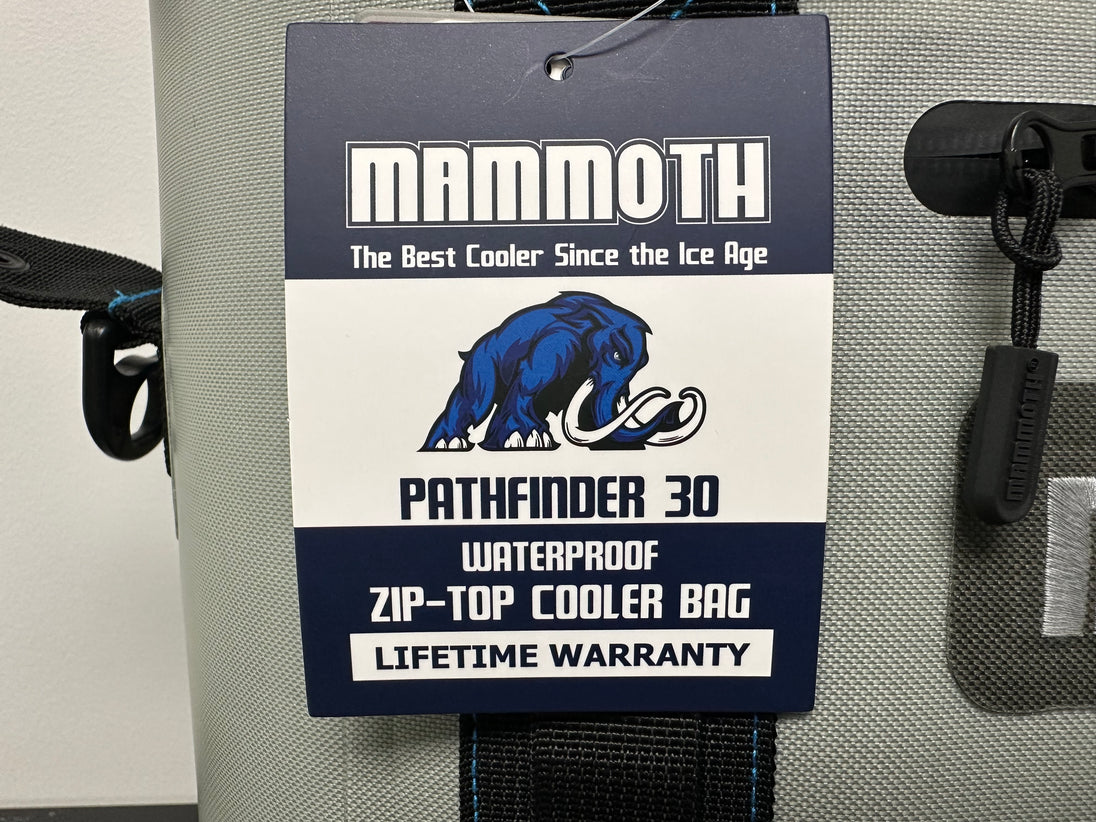 MAMMOTH
The Best Cooler Since the Ice Age
PATHFINDER 30
WATERPROOF
ZIP-TOP COOLER BAG
LIFETIME WARRANTY
MAMMOTH®